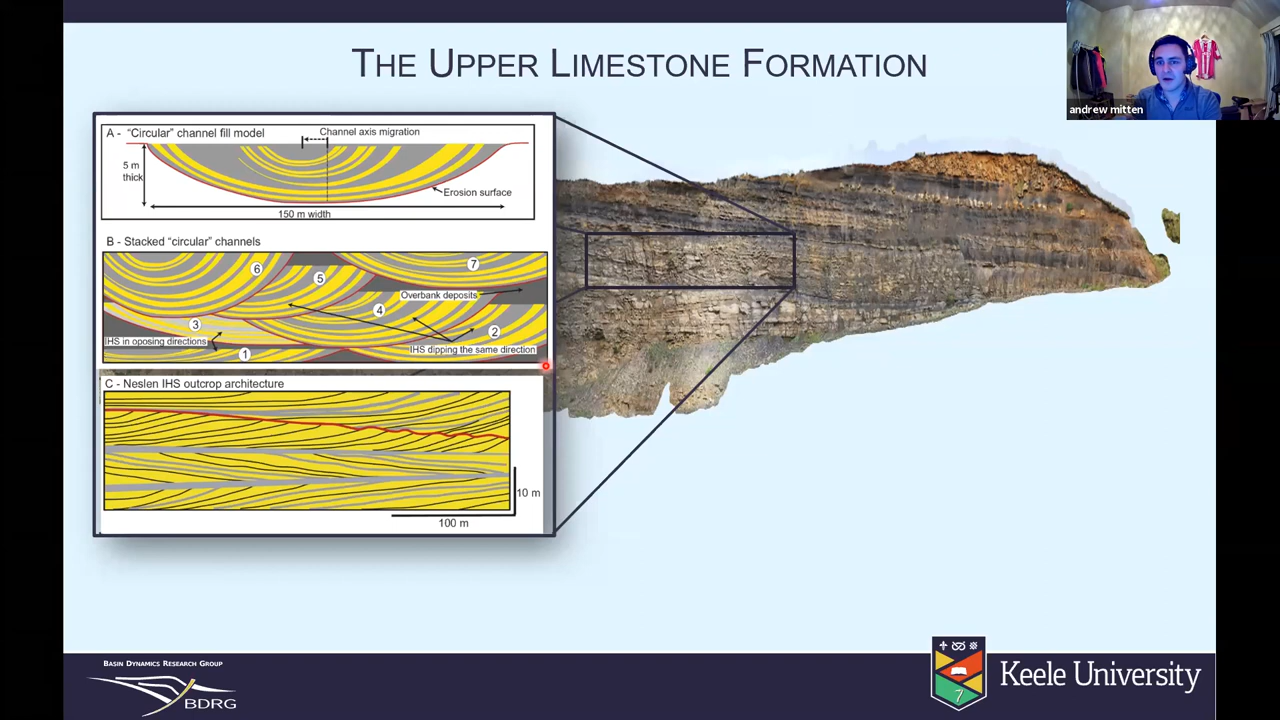 THE UPPER LIMESTONE FORMATION
andrew mitten
A - "Circular" channel fill model
Channel axis migration
5 m
thick
Erosion surface
150 m width
B - Stacked "circular" channels
6
5
7
Overbank deposits
4
3
2
IHS in oposing directions
IHS dipping the same direction
1
C - Neslen IHS outcrop architecture
10 m
100 m
BASIN DYNAMICS RESEARCH GROUP
BDRG
Keele University